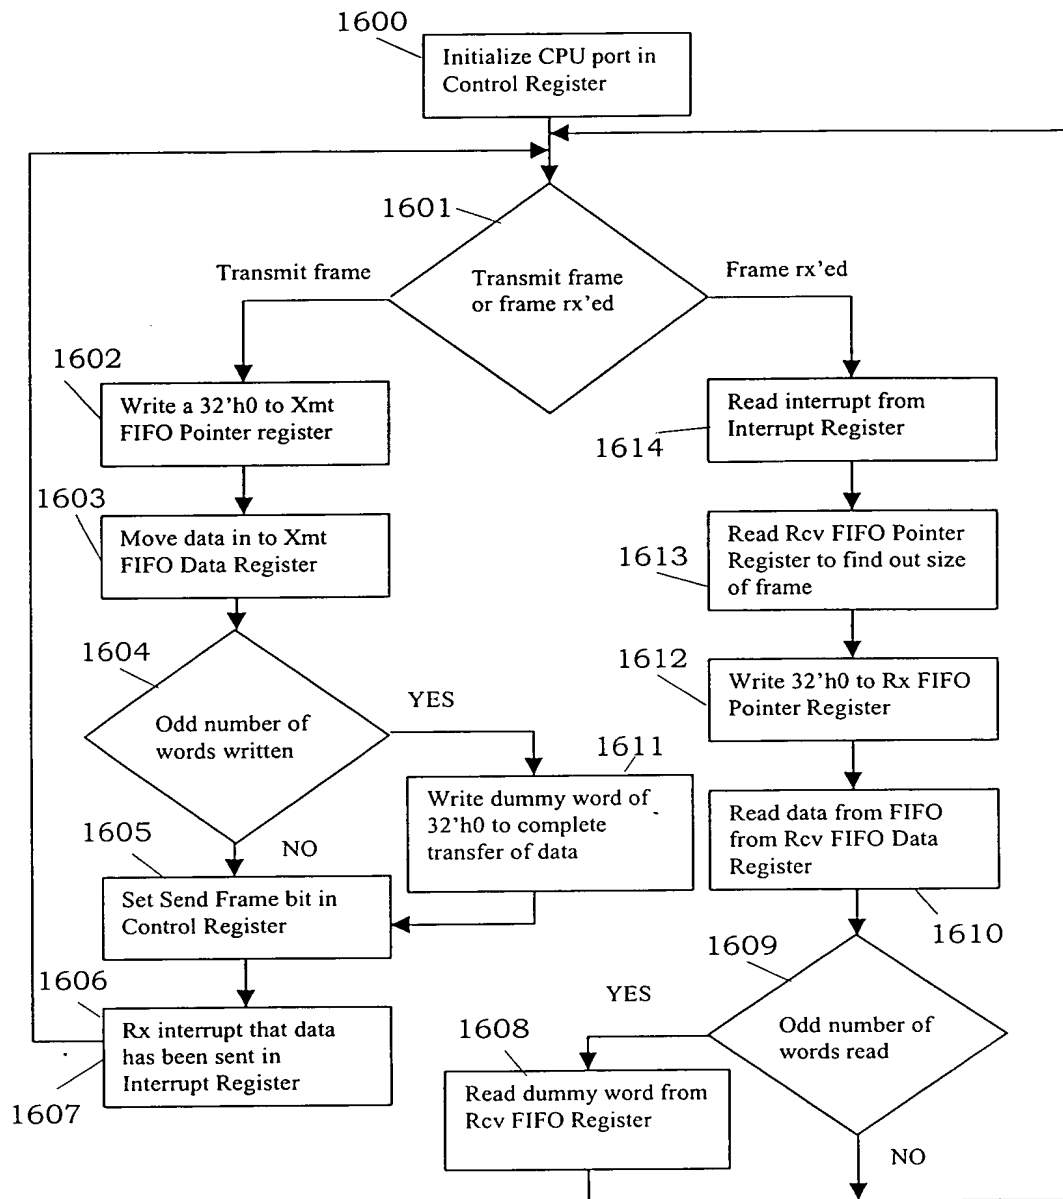 1600
Initialize CPU port in
Control Register
1601
Transmit frame
Transmit frame
or frame rx'ed
Frame rx'ed
1602
Write a 32'h0 to Xmt
FIFO Pointer register
1603
Move data in to Xmt
FIFO Data Register
1604
Odd number of
words written
YES
NO
1611
Write dummy word of
32'h0 to complete
transfer of data
1605
Set Send Frame bit in
Control Register
1606
Rx interrupt that data
has been sent in
Interrupt Register
1607
Read interrupt from
Interrupt Register
1614
Read Rcv FIFO Pointer
Register to find out size
of frame
1613
1612
Write 32'h0 to Rx FIFO
Pointer Register
Read data from FIFO
from Rcv FIFO Data
Register
1610
1609
Odd number of
words read
YES
NO
1608
Read dummy word from
Rcv FIFO Register